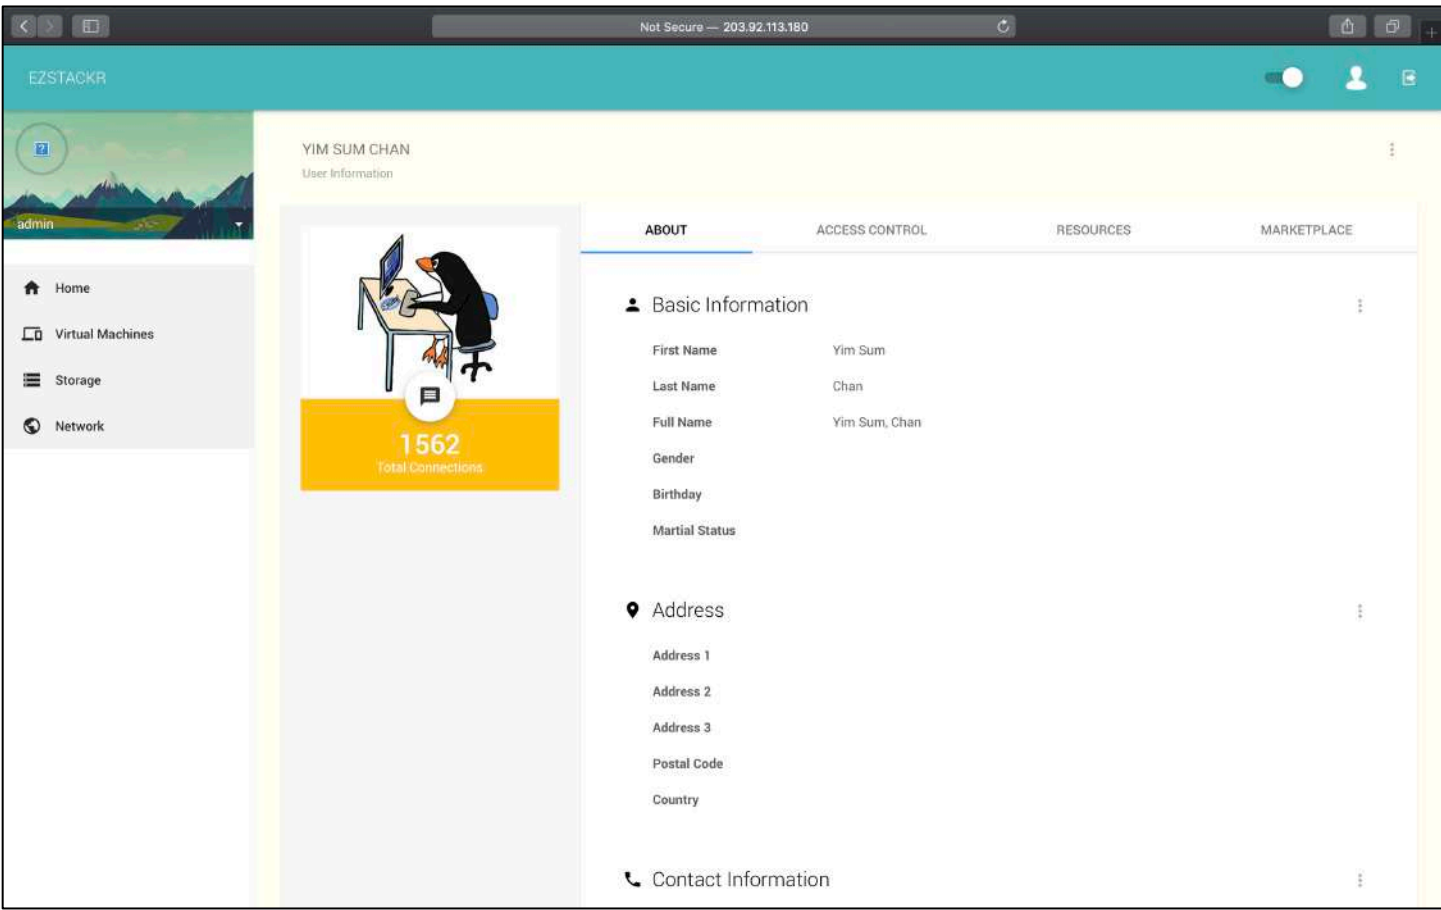 Not Secure — 203.92.113.180
EZSTACKR
admin
Home
Virtual Machines
Storage
Network
YIM SUM CHAN
User Information
1562
Total Connections
ABOUT ACCESS CONTROL RESOURCES MARKETPLACE
Basic Information
First Name Yim Sum
Last Name Chan
Full Name Yim Sum, Chan
Gender
Birthday
Martial Status
Address
Address 1
Address 2
Address 3
Postal Code
Country
Contact Information